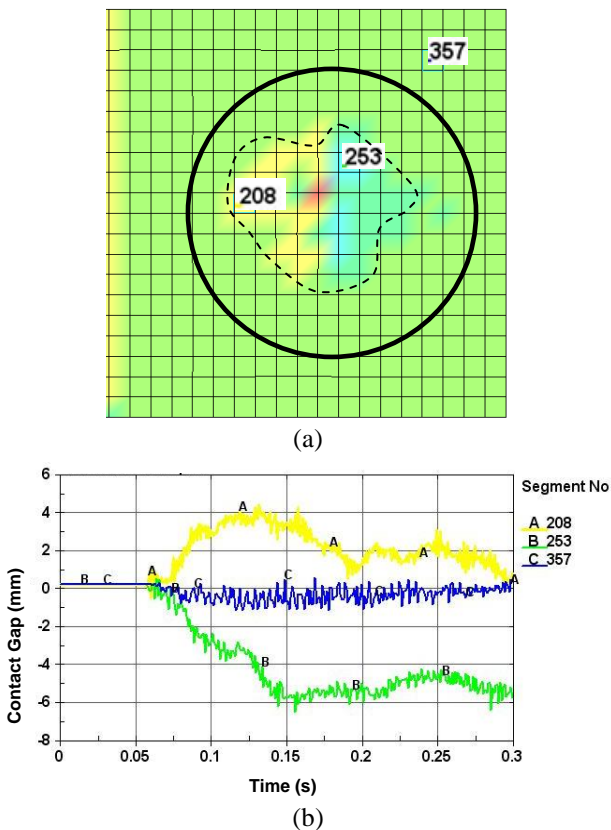 357
253
208
(a)
6
4
2
0
-2
-4
-6
-8
Contact Gap (mm)
A
A
A
A
A
A
B
C
B
C
C
C
C
B
B
B
0
0.05
0.1
0.15
0.2
0.25
0.3
Time (s)
Segment No
A 208
B 253
C 357
(b)